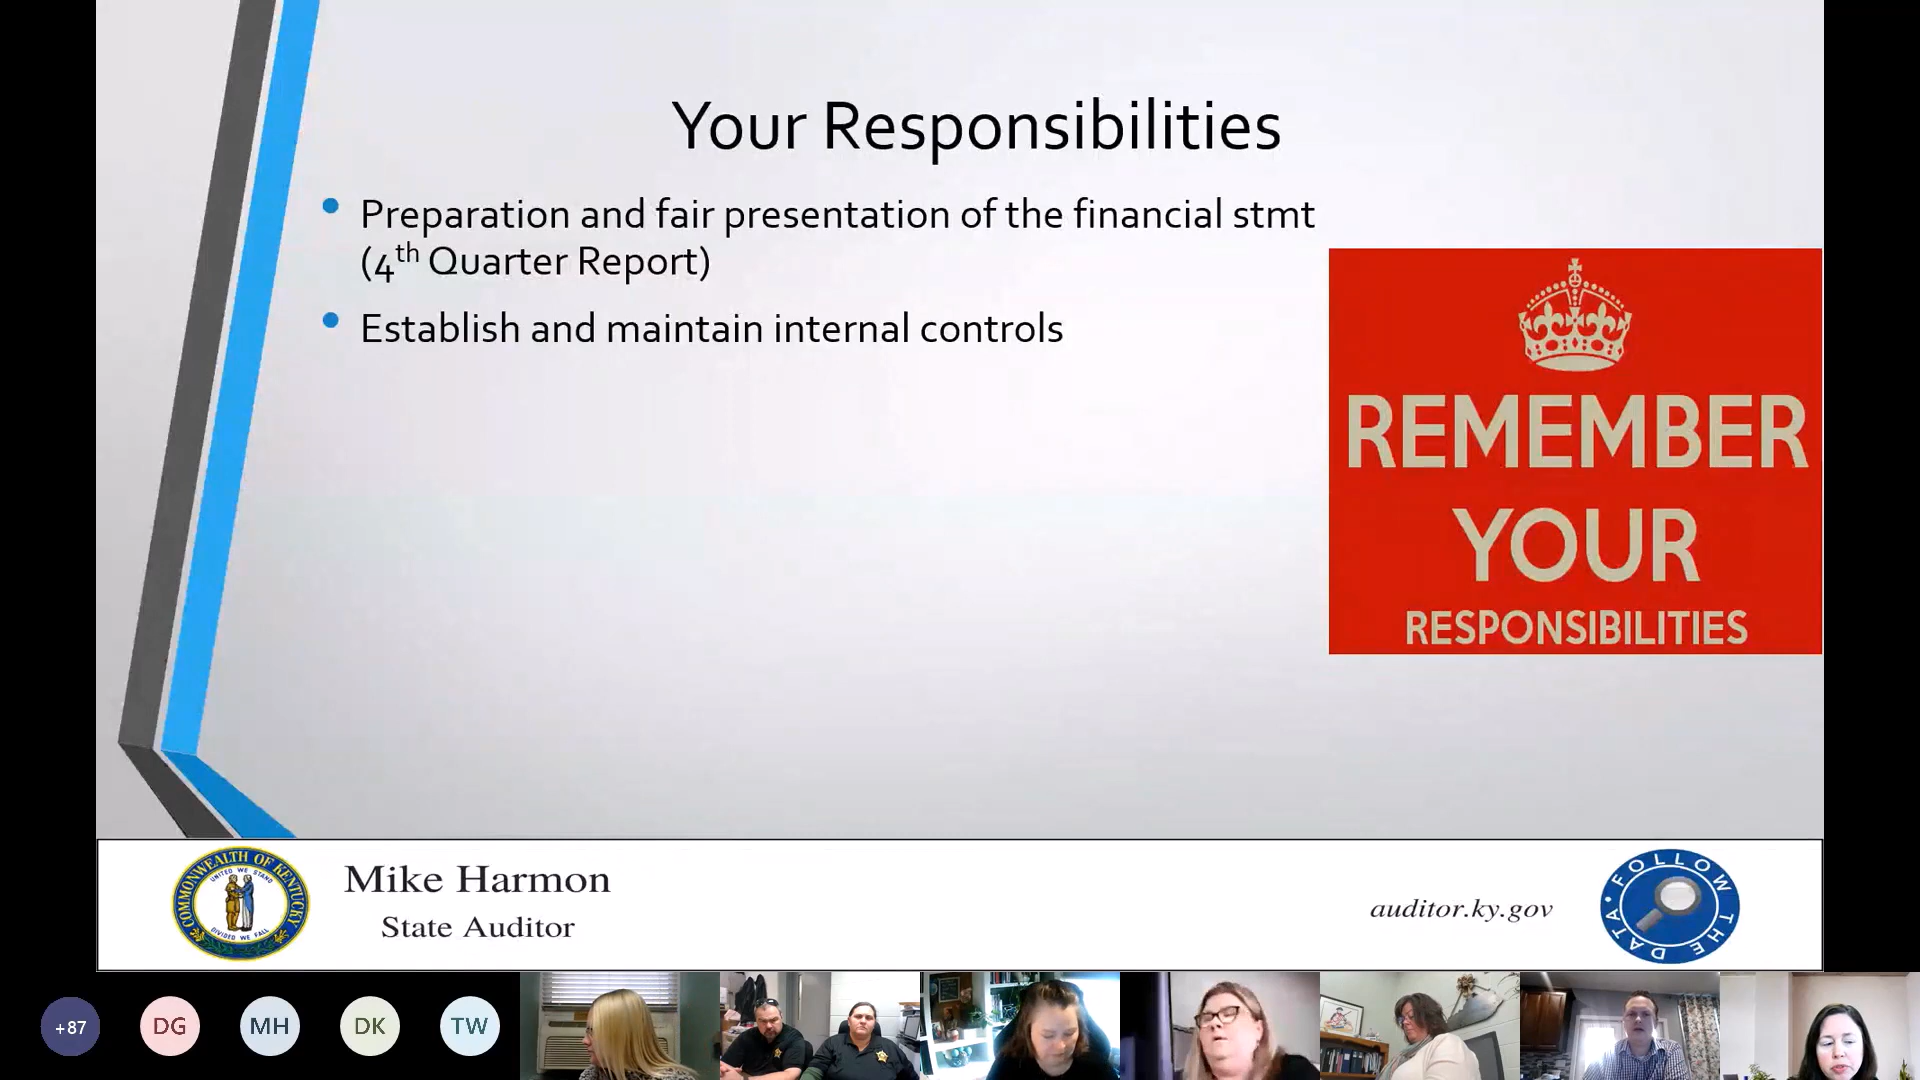 Your Responsibilities
Preparation and fair presentation of the financial stmt
(4th Quarter Report)
Establish and maintain internal controls
REMEMBER
YOUR
RESPONSIBILITIES
COMMONWEALTH OF KENTUCKY
UNITED WE STAND
DIVIDED WE FALL
Mike Harmon
State Auditor
auditor.ky.gov
FOLLOW THE DATA
+87
DG
MH
DK
TW